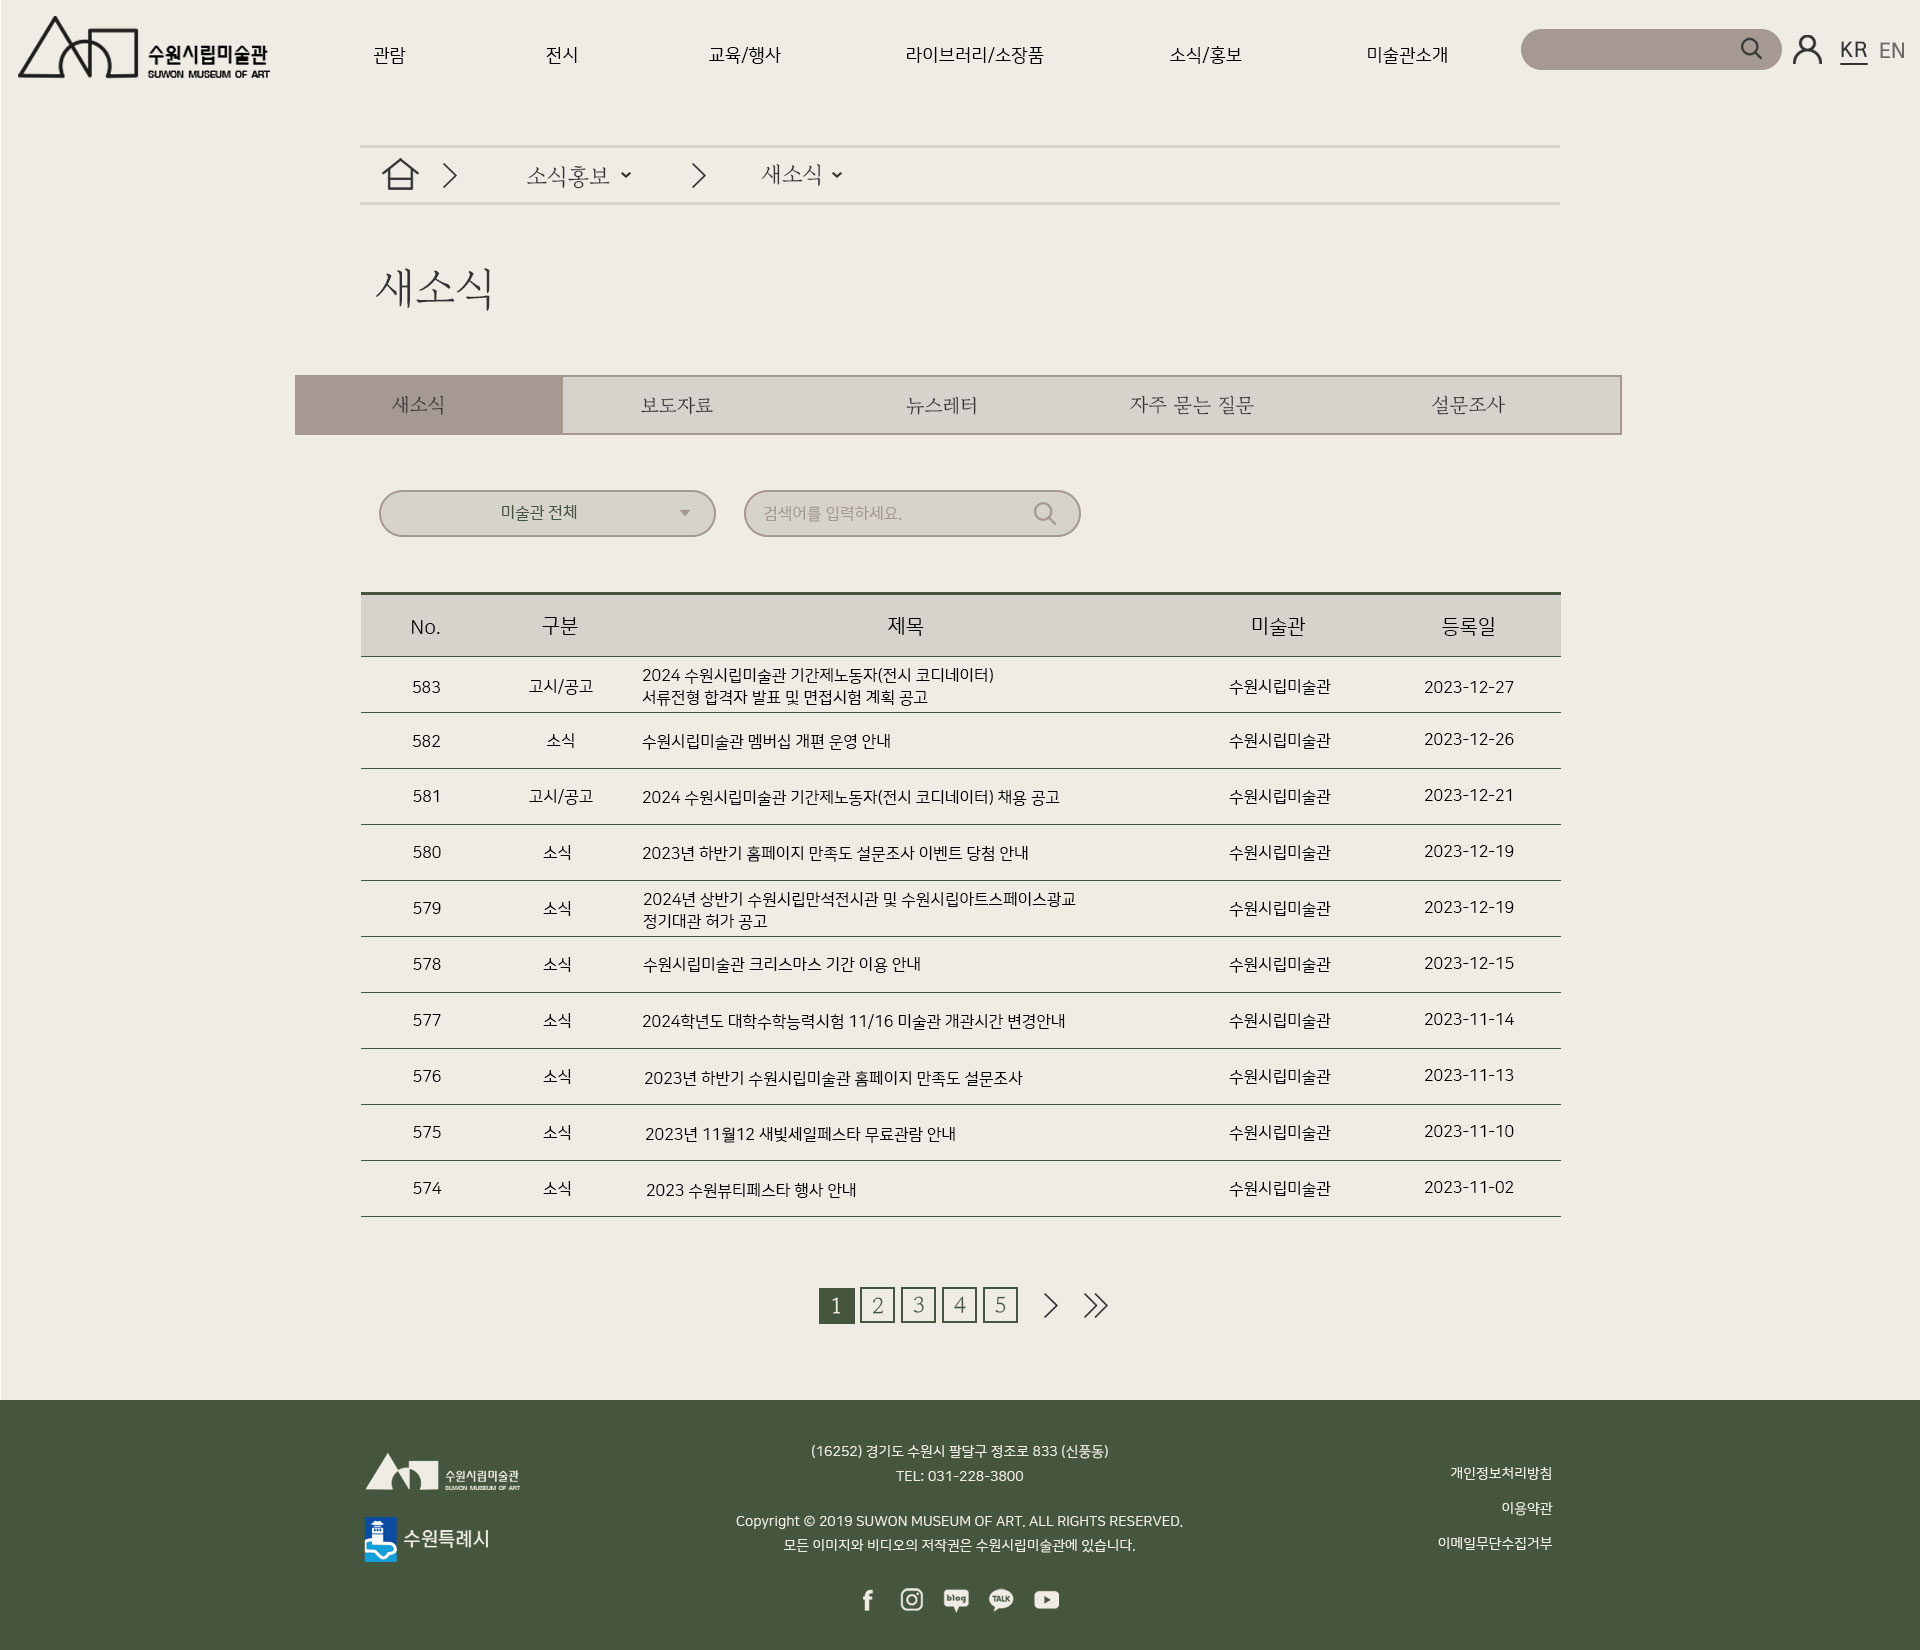 수원시립미술관
SUWON MUSEUM OF ART
관람 전시 교육/행사 라이브러리/소장품 소식/홍보 미술관소개 KR EN
소식홍보 새소식
새소식
새소식 보도자료 뉴스레터 자주 묻는 질문 설문조사
미술관 전체 검색어를 입력하세요.
No. 구분 제목 미술관 등록일
583 고시/공고 2024 수원시립미술관 기간제노동자(전시 코디네이터)
서류전형 합격자 발표 및 면접시험 계획 공고 수원시립미술관 2023-12-27
582 소식 수원시립미술관 멤버십 개편 운영 안내 수원시립미술관 2023-12-26
581 고시/공고 2024 수원시립미술관 기간제노동자(전시 코디네이터) 채용 공고 수원시립미술관 2023-12-21
580 소식 2023년 하반기 홈페이지 만족도 설문조사 이벤트 당첨 안내 수원시립미술관 2023-12-19
579 소식 2024년 상반기 수원시립만석전시관 및 수원시립아트스페이스광교
정기대관 허가 공고 수원시립미술관 2023-12-19
578 소식 수원시립미술관 크리스마스 기간 이용 안내 수원시립미술관 2023-12-15
577 소식 2024학년도 대학수학능력시험 11/16 미술관 개관시간 변경안내 수원시립미술관 2023-11-14
576 소식 2023년 하반기 수원시립미술관 홈페이지 만족도 설문조사 수원시립미술관 2023-11-13
575 소식 2023년 11월12 새빛세일페스타 무료관람 안내 수원시립미술관 2023-11-10
574 소식 2023 수원뷰티페스타 행사 안내 수원시립미술관 2023-11-02
1 2 3 4 5
수원시립미술관
SUWON MUSEUM OF ART
수원특례시
(16252) 경기도 수원시 팔달구 정조로 833 (신풍동)
TEL: 031-228-3800
Copyright © 2019 SUWON MUSEUM OF ART. ALL RIGHTS RESERVED.
모든 이미지와 비디오의 저작권은 수원시립미술관에 있습니다.
f blog TALK
개인정보처리방침
이용약관
이메일무단수집거부